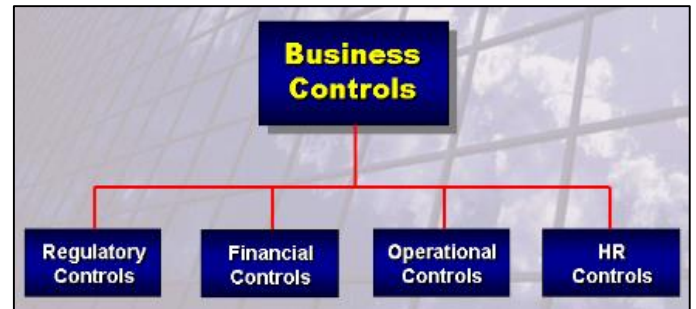 Business
Controls
Regulatory
Controls
Financial
Controls
Operational
Controls
HR
Controls